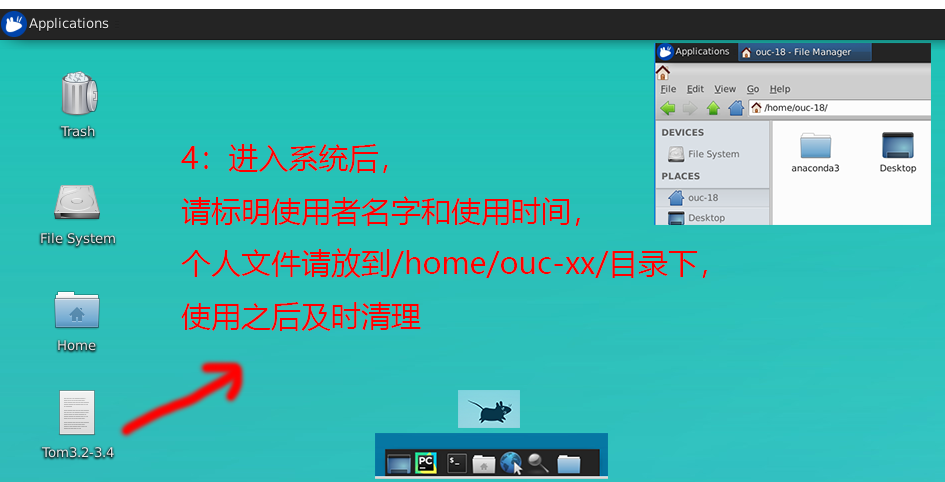 Applications
Trash
File System
Home
Tom3.2-3.4
4：进入系统后，
请标明使用者名字和使用时间，
个人文件请放到/home/ouc-xx/目录下，
使用之后及时清理
Applications
ouc-18 - File Manager
File Edit View Go Help
/home/ouc-18/
DEVICES
File System
PLACES
ouc-18
Desktop
anaconda3
Desktop
PC
$-